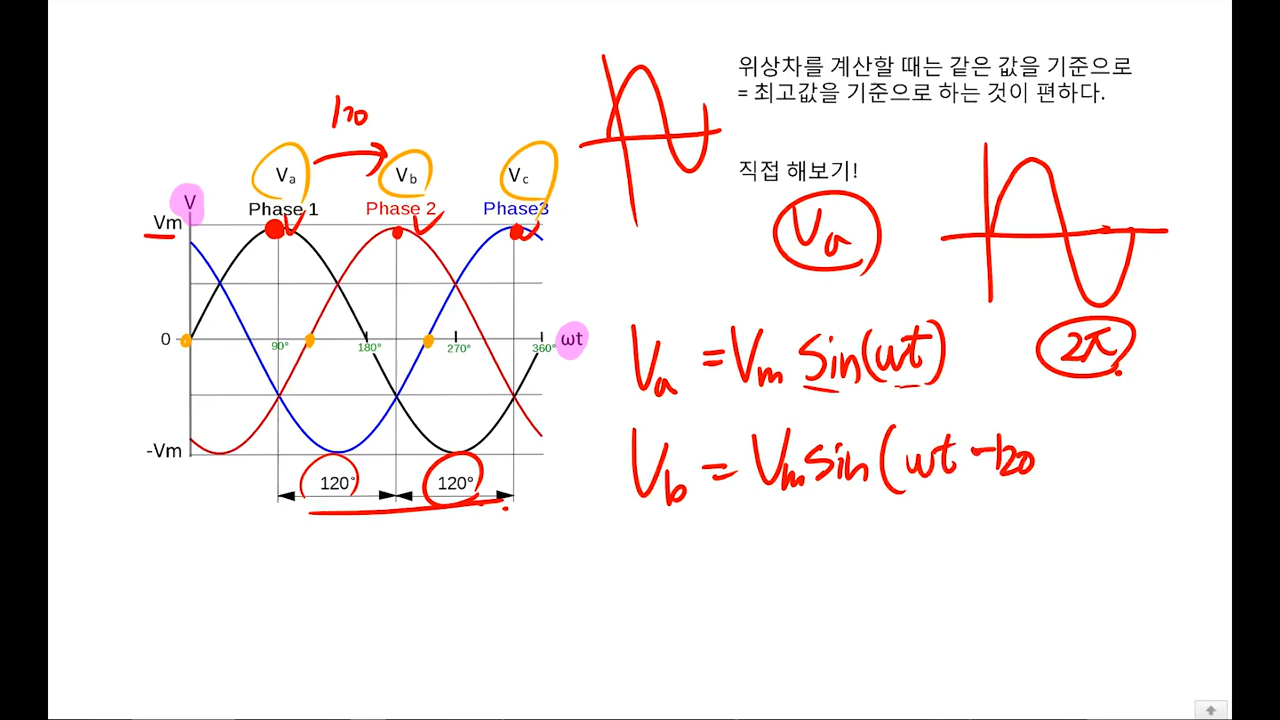 위상차를 계산할 때는 같은 값을 기준으로
= 최고값을 기준으로 하는 것이 편하다.
직접 해보기!
120
Va Vb Vc
V
Phase 1 Phase 2 Phase3
Vm
0
90° 180° 270° 360° ωt
-Vm
120° 120°
Va
2π
Va = Vm sin(ωt)
Vb = Vm sin(ωt -120